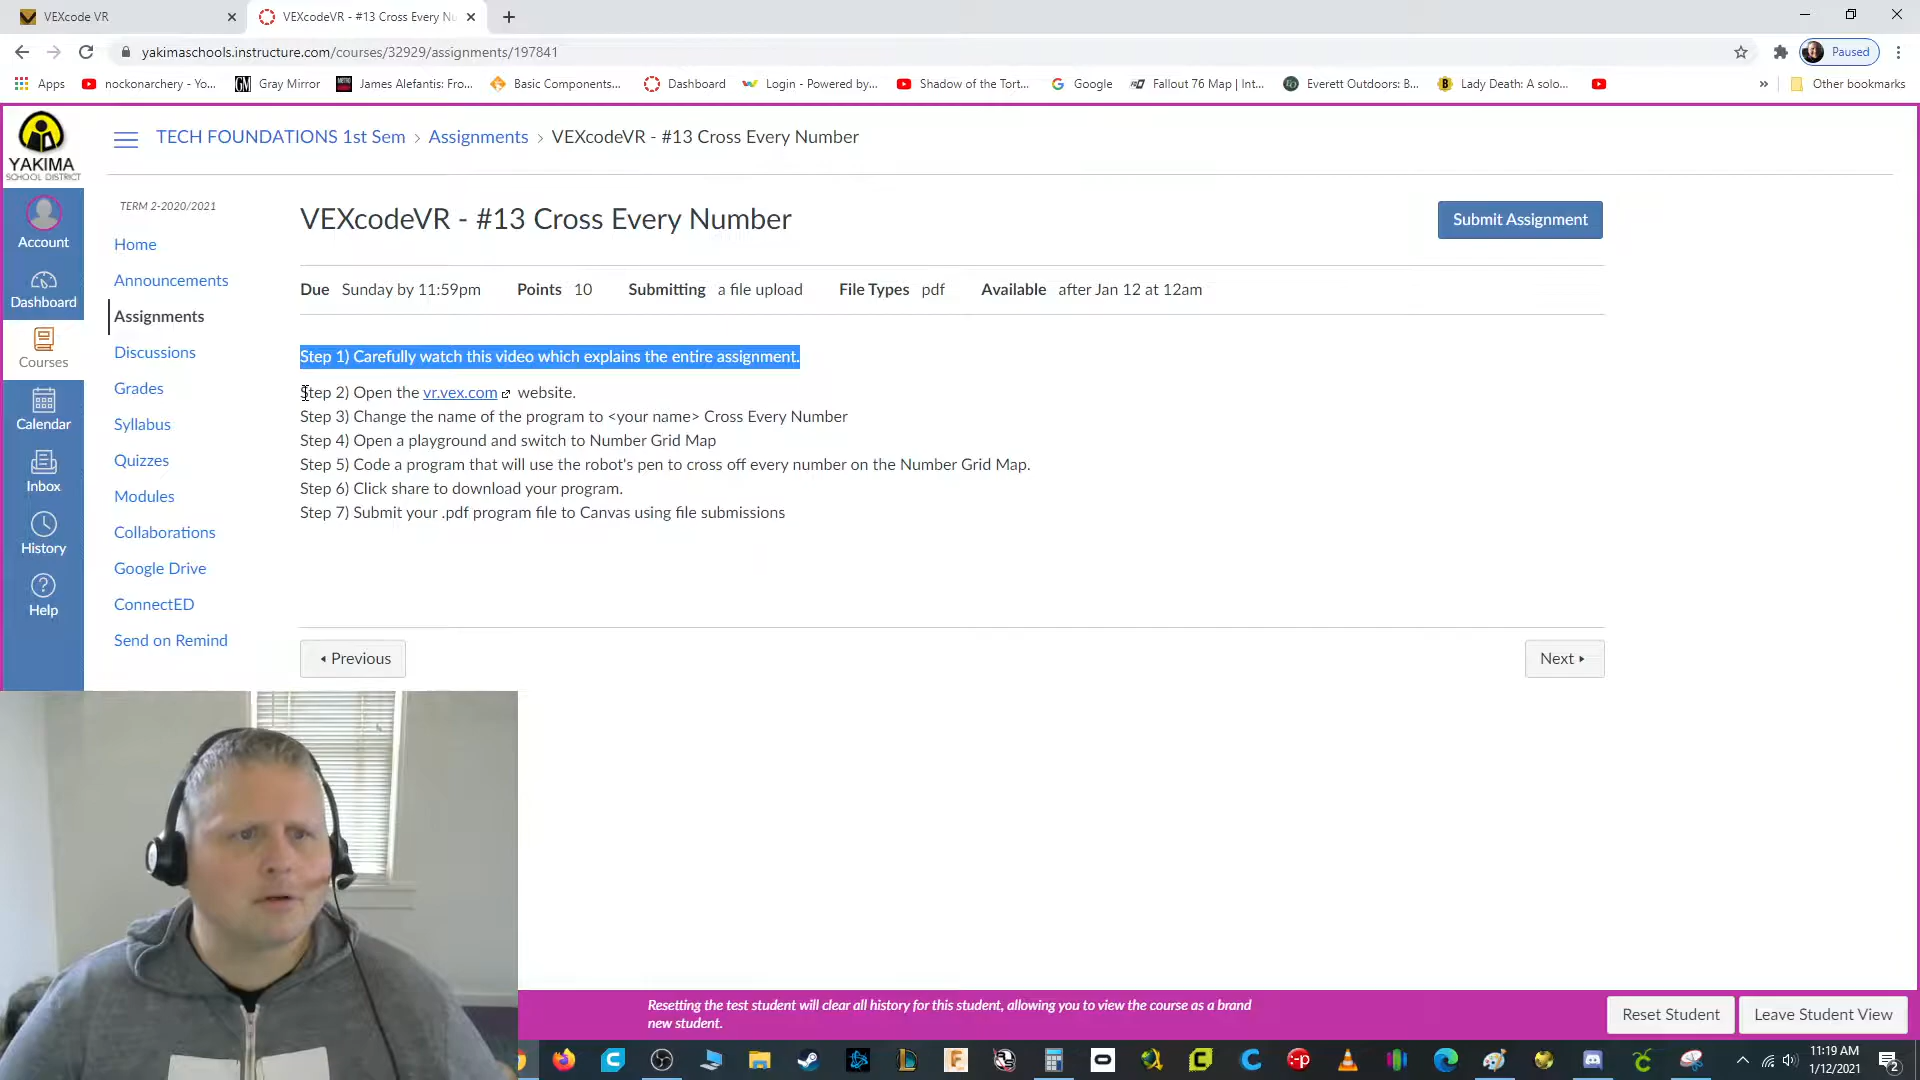 VEXcode VR
VEXcodeVR - #13 Cross Every Nu
yakimaschools.instructure.com/courses/32929/assignments/197841
Paused
Apps
nockonarchery - Yo...
Gray Mirror
James Alefantis: Fro...
Basic Components...
Dashboard
Login - Powered by...
Shadow of the Tort...
Google
Fallout 76 Map | Int...
Everett Outdoors: B...
Lady Death: A solo...
»
Other bookmarks
YAKIMA
SCHOOL DISTRICT
TECH FOUNDATIONS 1st Sem › Assignments › VEXcodeVR - #13 Cross Every Number
Account
Dashboard
Courses
Calendar
Inbox
History
Help
TERM 2-2020/2021
Home
Announcements
Assignments
Discussions
Grades
Syllabus
Quizzes
Modules
Collaborations
Google Drive
ConnectED
Send on Remind
VEXcodeVR - #13 Cross Every Number
Submit Assignment
Due Sunday by 11:59pm Points 10 Submitting a file upload File Types pdf Available after Jan 12 at 12am
Step 1) Carefully watch this video which explains the entire assignment.
Step 2) Open the vr.vex.com website.
Step 3) Change the name of the program to <your name> Cross Every Number
Step 4) Open a playground and switch to Number Grid Map
Step 5) Code a program that will use the robot's pen to cross off every number on the Number Grid Map.
Step 6) Click share to download your program.
Step 7) Submit your .pdf program file to Canvas using file submissions
Previous
Next
Resetting the test student will clear all history for this student, allowing you to view the course as a brand
new student.
Reset Student
Leave Student View
11:19 AM
1/12/2021
2